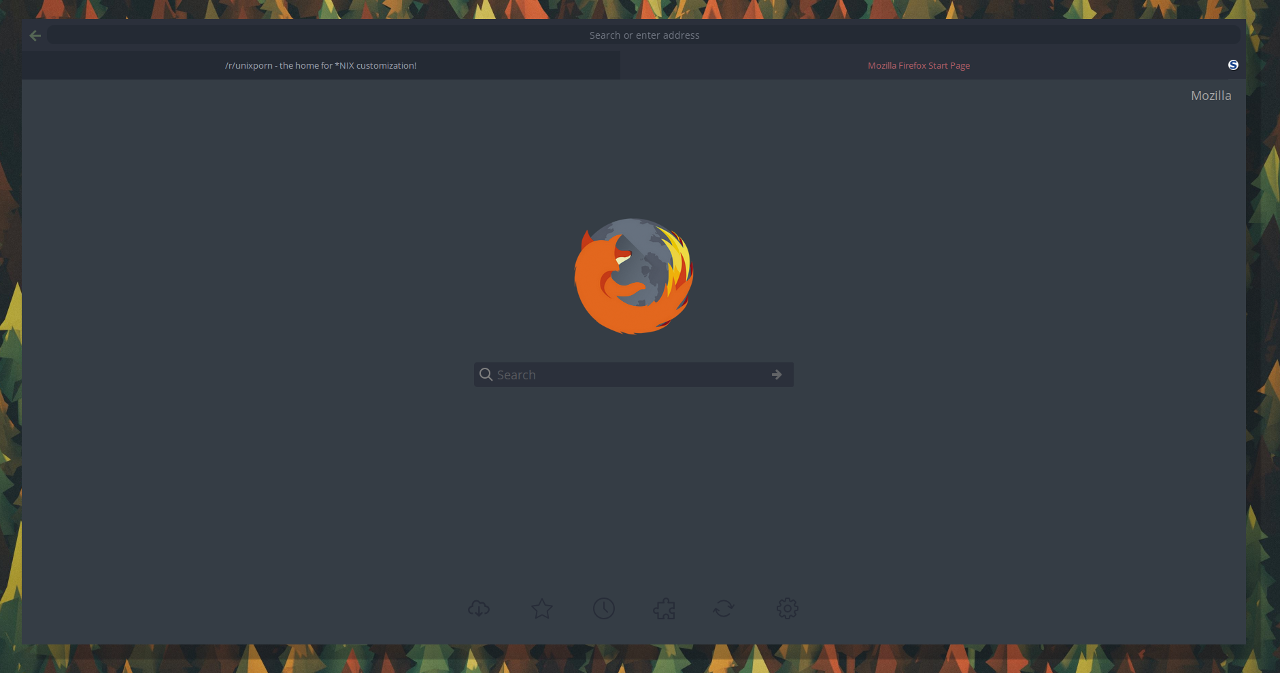 Search or enter address
/r/unixporn - the home for *NIX customization!
Mozilla Firefox Start Page
S
Mozilla
Search